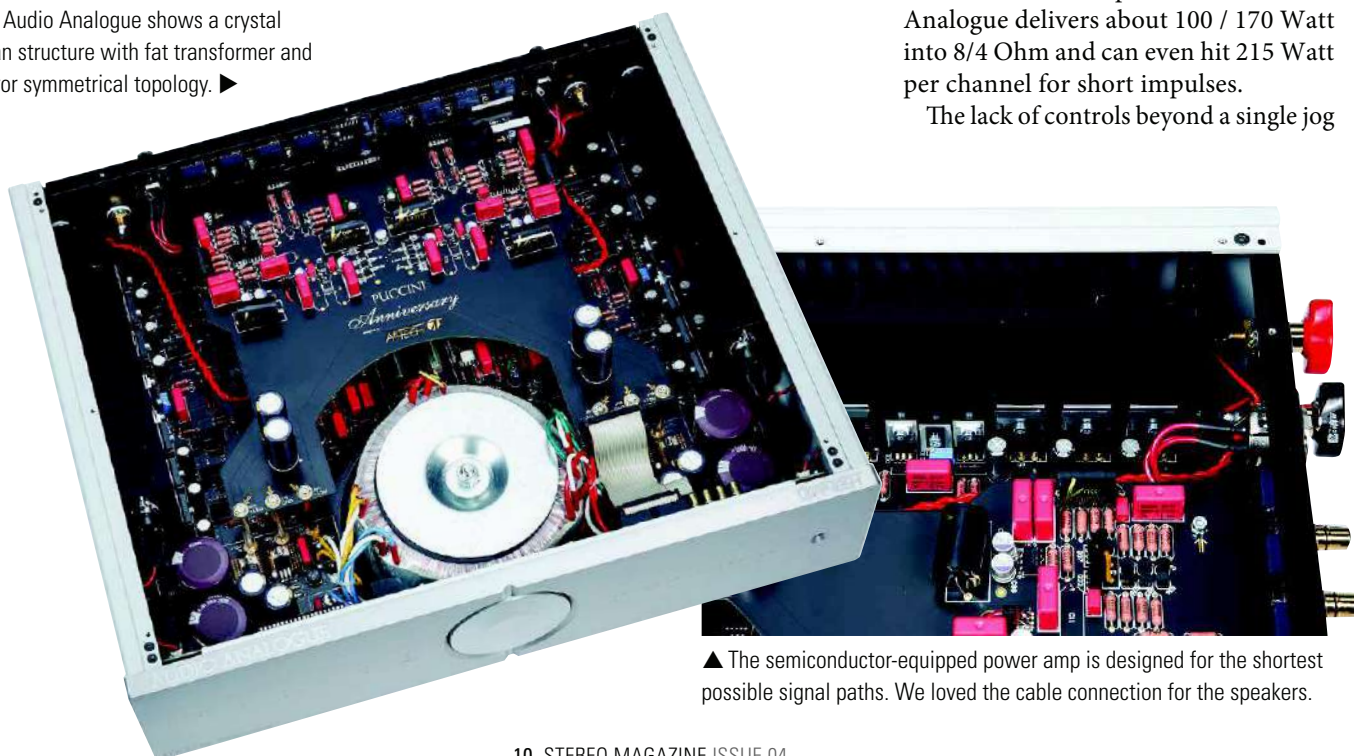 Audio Analogue shows a crystal
an structure with fat transformer and
or symmetrical topology. ▶
Analogue delivers about 100 / 170 Watt
into 8/4 Ohm and can even hit 215 Watt
per channel for short impulses.
The lack of controls beyond a single jog
PUCCINI
Anniversary
AUDIO ANALOGUE
▲ The semiconductor-equipped power amp is designed for the shortest
possible signal paths. We loved the cable connection for the speakers.
10 STEREO MAGAZINE ISSUE 04